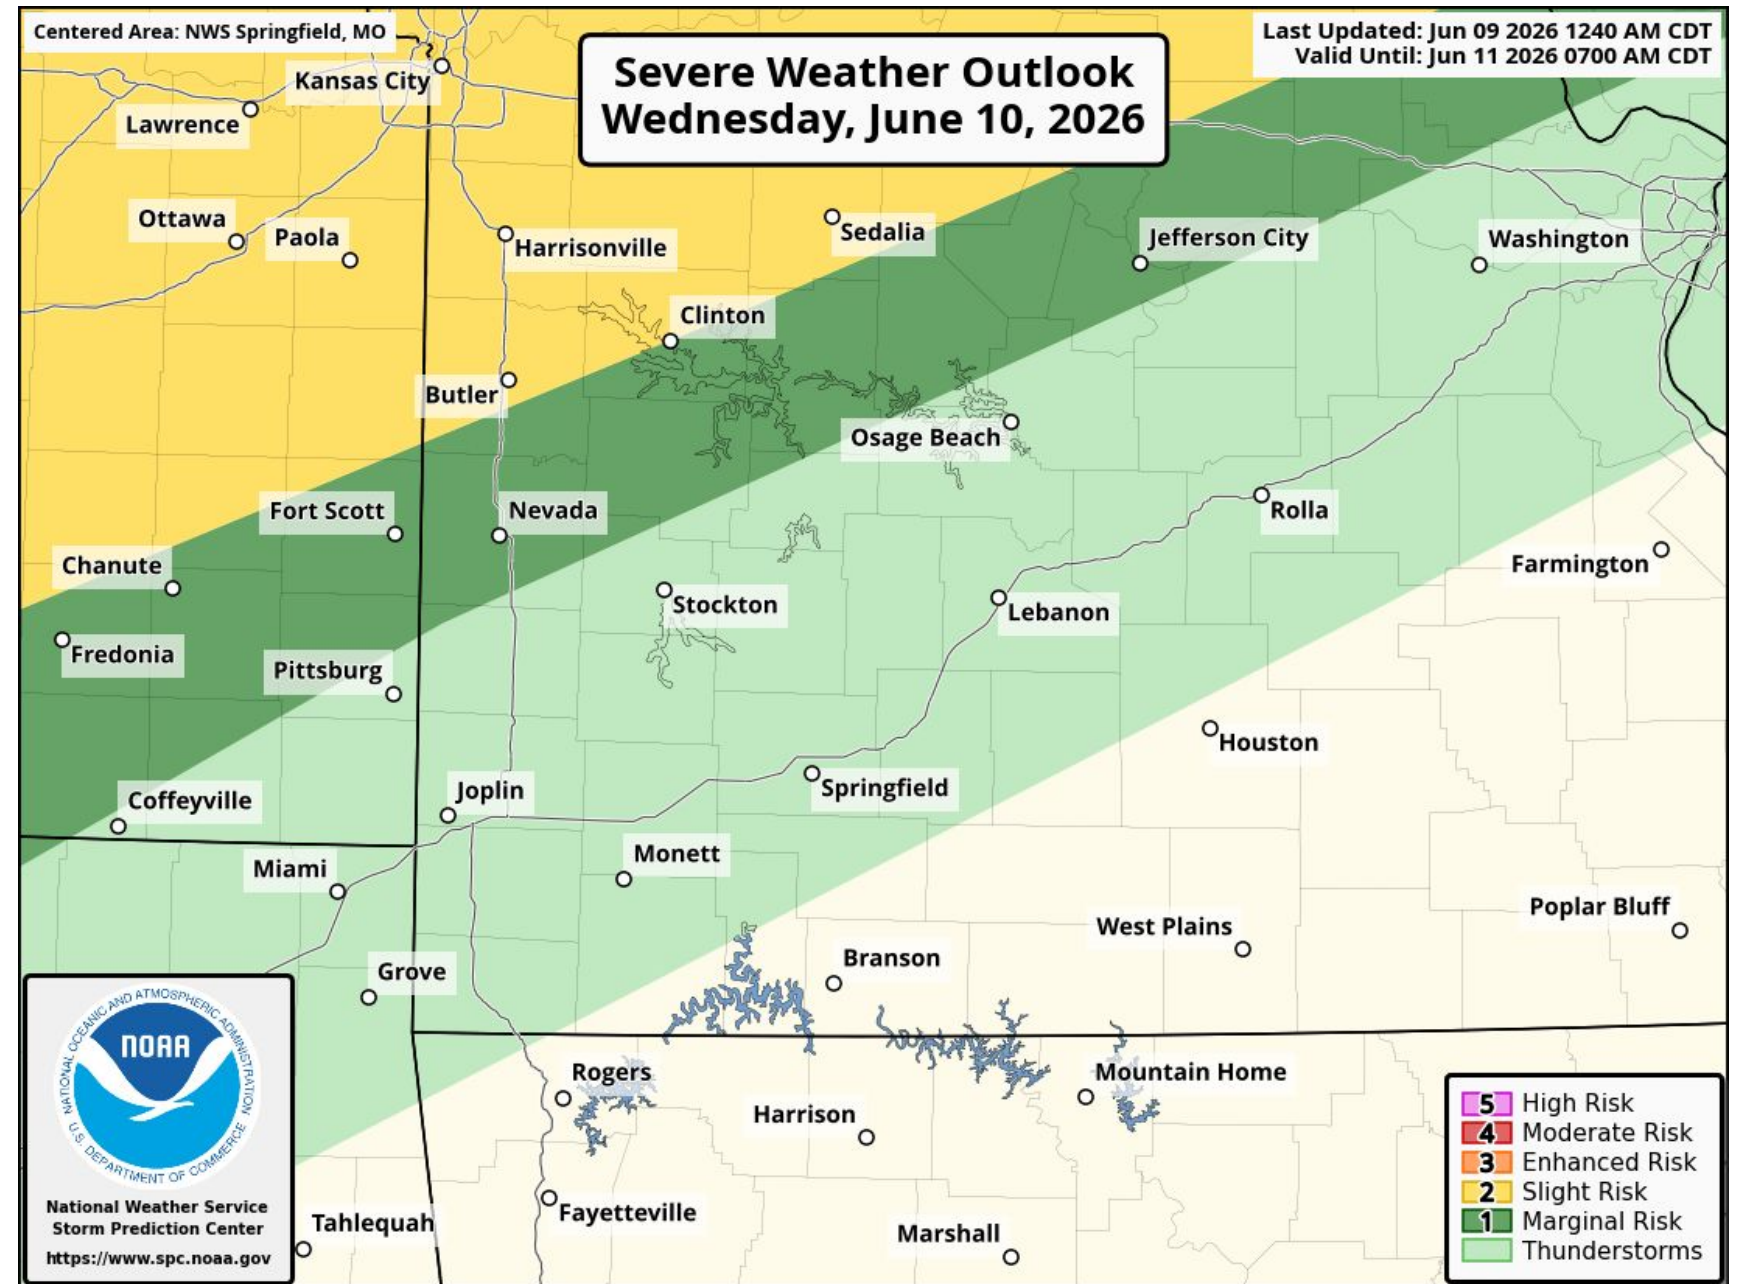 Centered Area: NWS Springfield, MO
Severe Weather Outlook
Wednesday, June 10, 2026
Last Updated: Jun 09 2026 1240 AM CDT
Valid Until: Jun 11 2026 0700 AM CDT
Kansas City
Lawrence
Ottawa
Paola
Harrisonville
Sedalia
Jefferson City
Washington
Clinton
Butler
Osage Beach
Fort Scott
Nevada
Rolla
Chanute
Farmington
Stockton
Lebanon
Fredonia
Pittsburg
Houston
Coffeyville
Joplin
Springfield
Miami
Monett
Poplar Bluff
West Plains
Branson
Grove
Rogers
Mountain Home
Harrison
Fayetteville
Tahlequah
Marshall
NATIONAL OCEANIC AND ATMOSPHERIC ADMINISTRATION
NOAA
U.S. DEPARTMENT OF COMMERCE
National Weather Service
Storm Prediction Center
https://www.spc.noaa.gov
5 High Risk
4 Moderate Risk
3 Enhanced Risk
2 Slight Risk
1 Marginal Risk
Thunderstorms